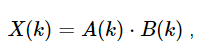 X(k) = A(k) · B(k) ,